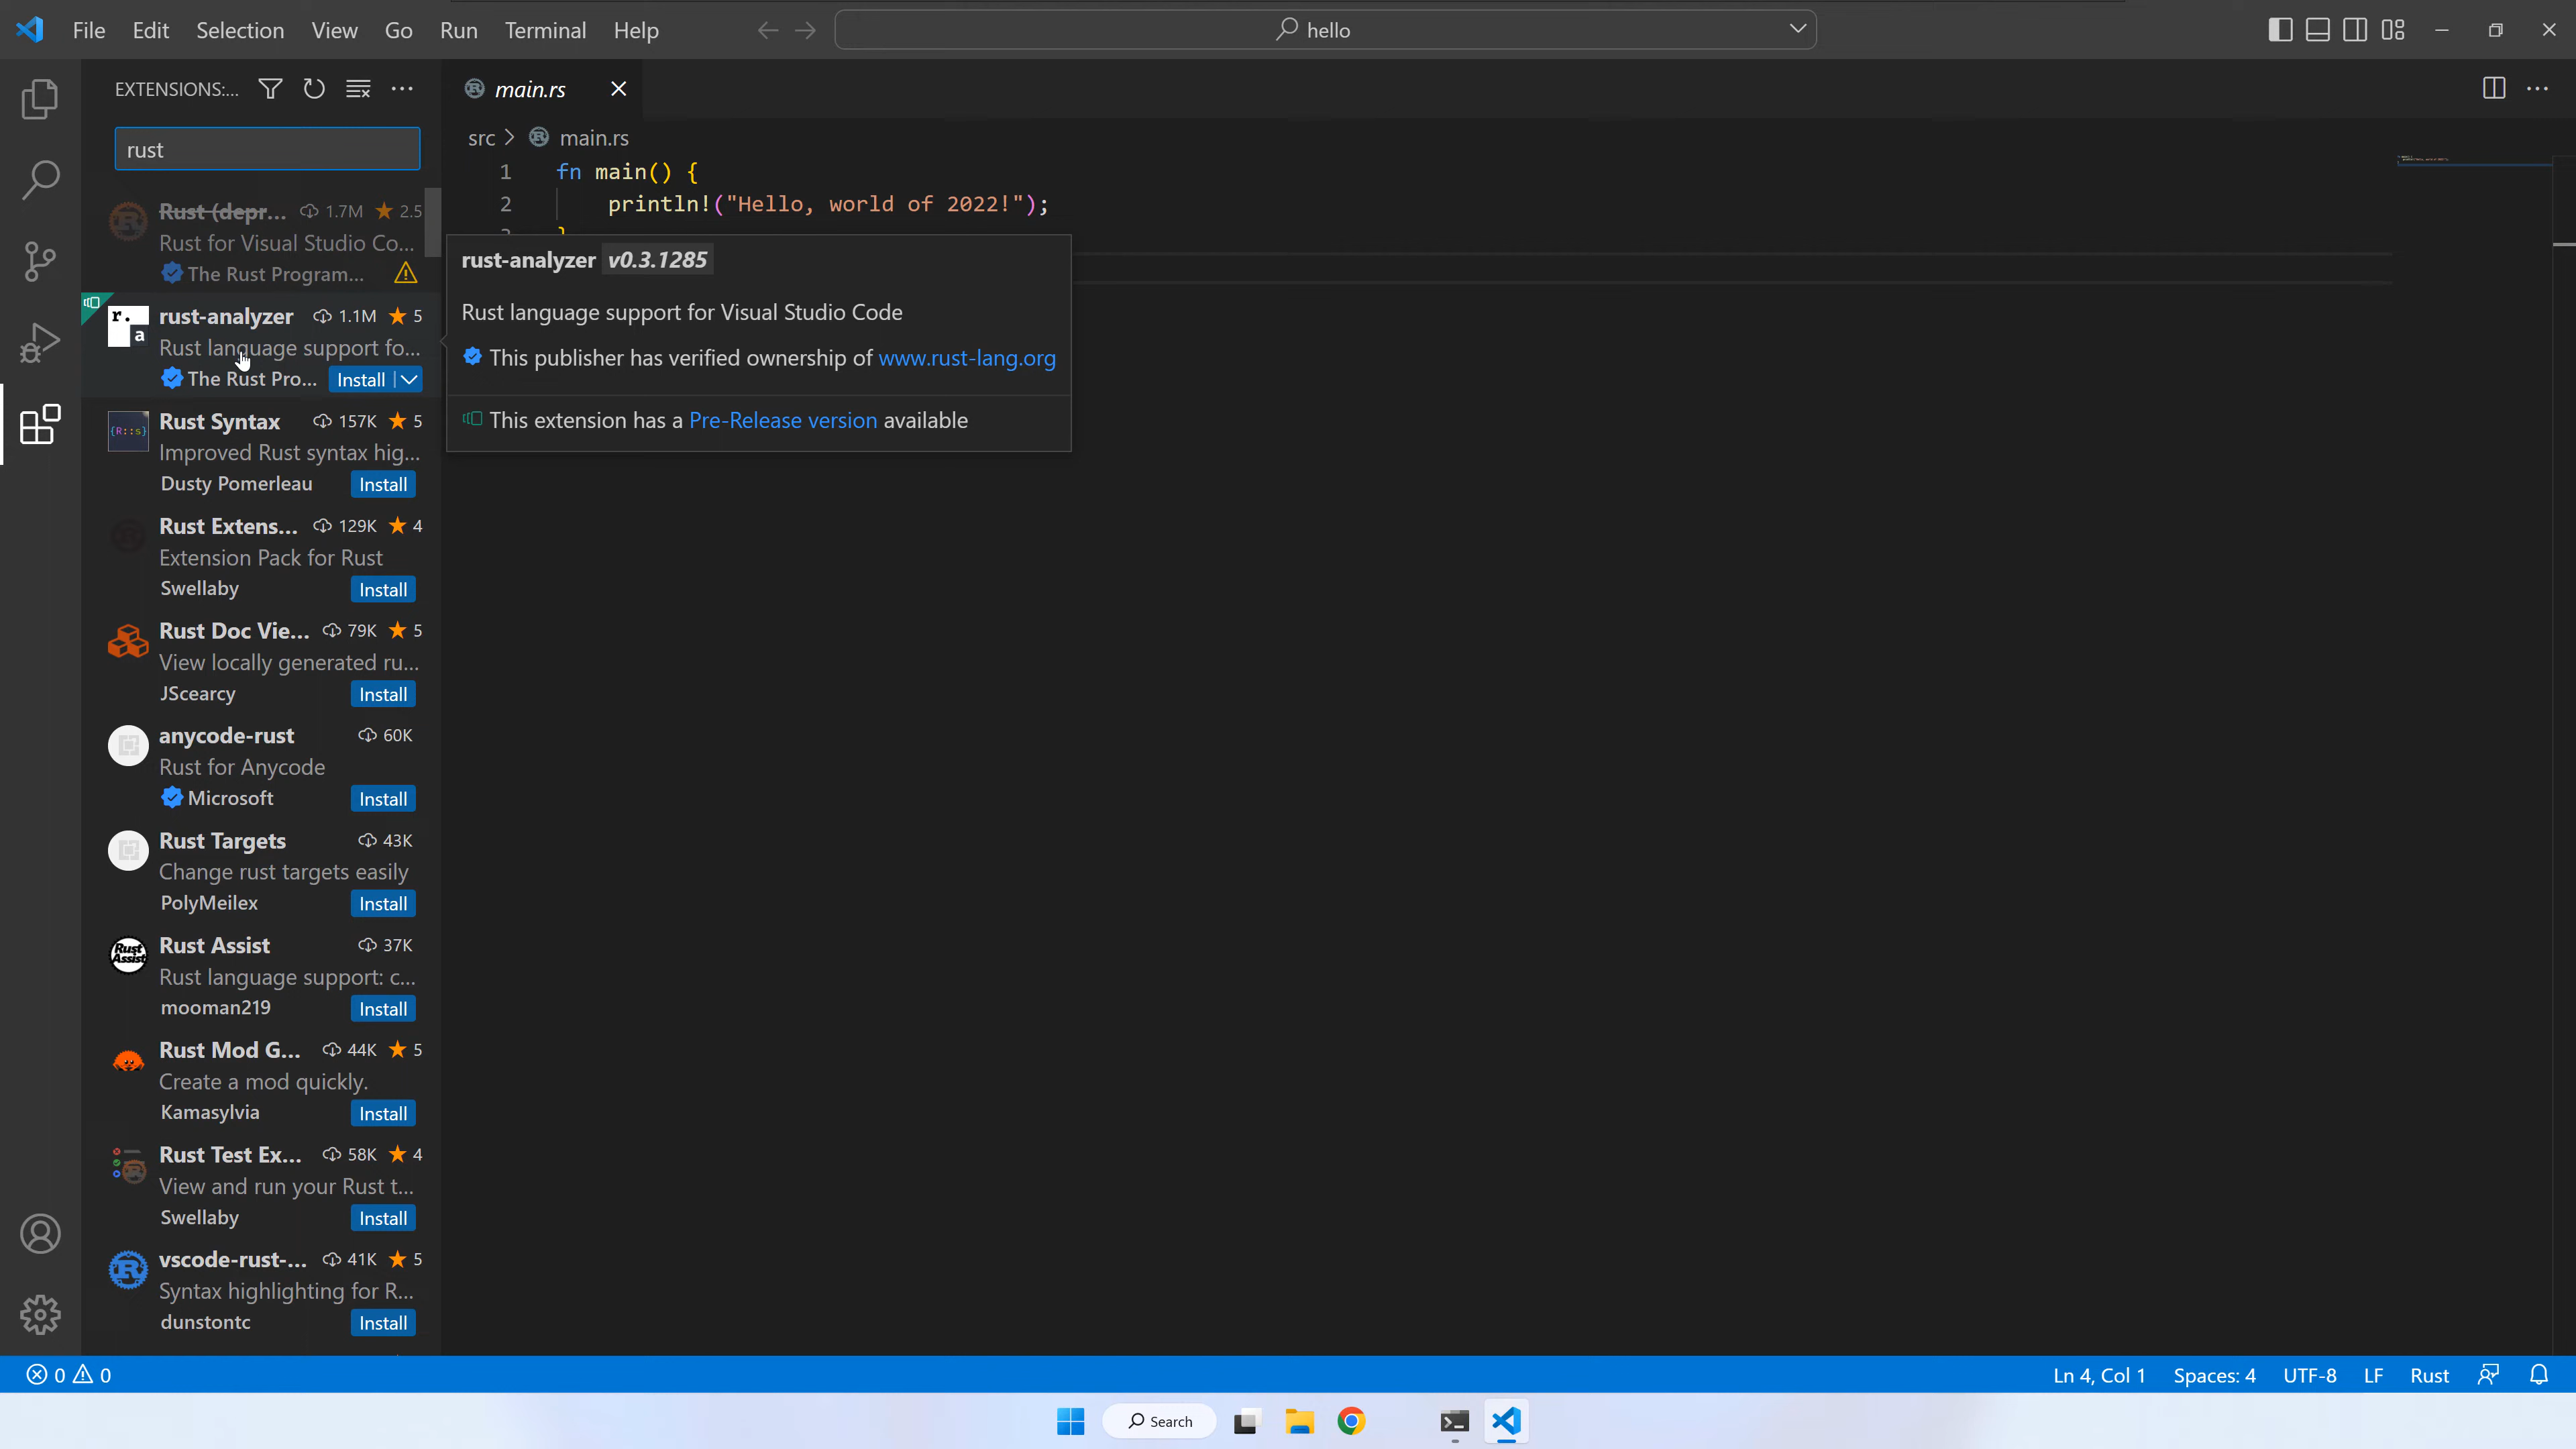 File Edit Selection View Go Run Terminal Help
hello
EXTENSIONS:...
rust
Rust (depr... 1.7M 2.5
Rust for Visual Studio Co...
The Rust Program...
rust-analyzer 1.1M 5
Rust language support fo...
The Rust Pro... Install
Rust Syntax 157K 5
Improved Rust syntax hig...
Dusty Pomerleau Install
Rust Extens... 129K 4
Extension Pack for Rust
Swellaby Install
Rust Doc Vie... 79K 5
View locally generated ru...
JScearcy Install
anycode-rust 60K
Rust for Anycode
Microsoft Install
Rust Targets 43K
Change rust targets easily
PolyMeilex Install
Rust Assist 37K
Rust language support: c...
mooman219 Install
Rust Mod G... 44K 5
Create a mod quickly.
Kamasylvia Install
Rust Test Ex... 58K 4
View and run your Rust t...
Swellaby Install
vscode-rust-... 41K 5
Syntax highlighting for R...
dunstontc Install
main.rs
src > main.rs
1 fn main() {
2 println!("Hello, world of 2022!");
rust-analyzer v0.3.1285
Rust language support for Visual Studio Code
This publisher has verified ownership of www.rust-lang.org
This extension has a Pre-Release version available
0 0
Ln 4, Col 1 Spaces: 4 UTF-8 LF Rust
Search